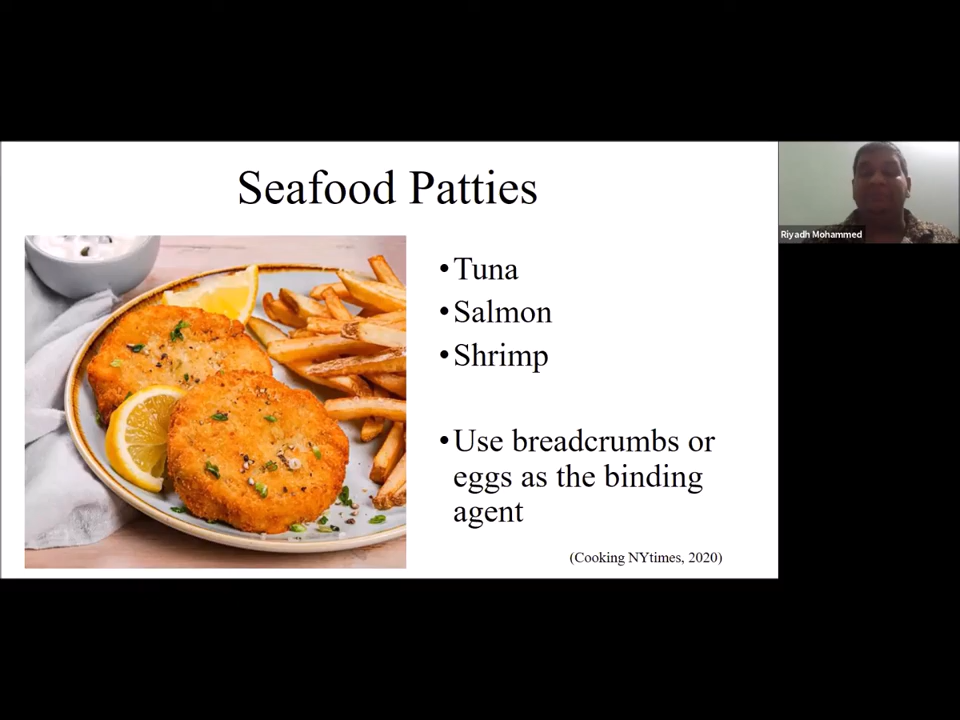 Seafood Patties
•Tuna
•Salmon
•Shrimp
•Use breadcrumbs or
eggs as the binding
agent
(Cooking NYtimes, 2020)
Riyadh Mohammed